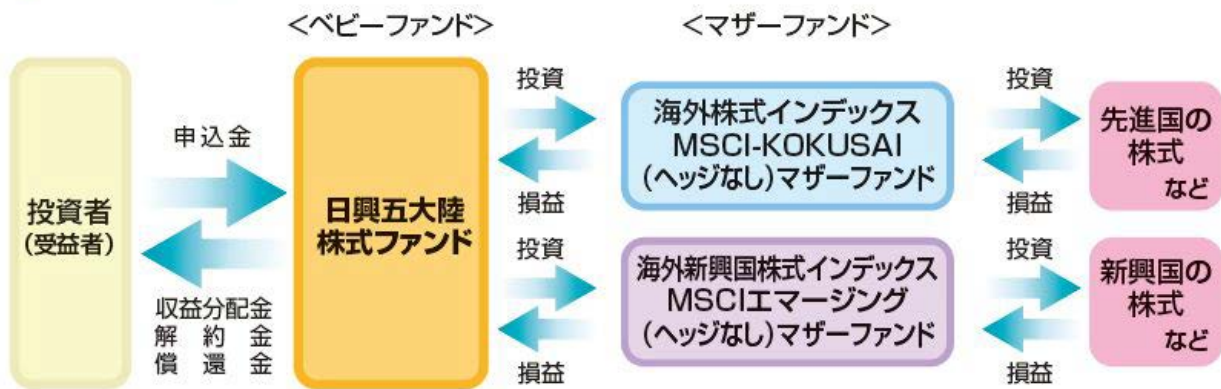 <ベビーファンド>
<マザーファンド>
投資者
(受益者)
申込金
収益分配金
解約金
償還金
日興五大陸
株式ファンド
投資
損益
投資
損益
海外株式インデックス
MSCI-KOKUSAI
(ヘッジなし)マザーファンド
海外新興国株式インデックス
MSCIエマージング
(ヘッジなし)マザーファンド
投資
損益
投資
損益
先進国の
株式
など
新興国の
株式
など